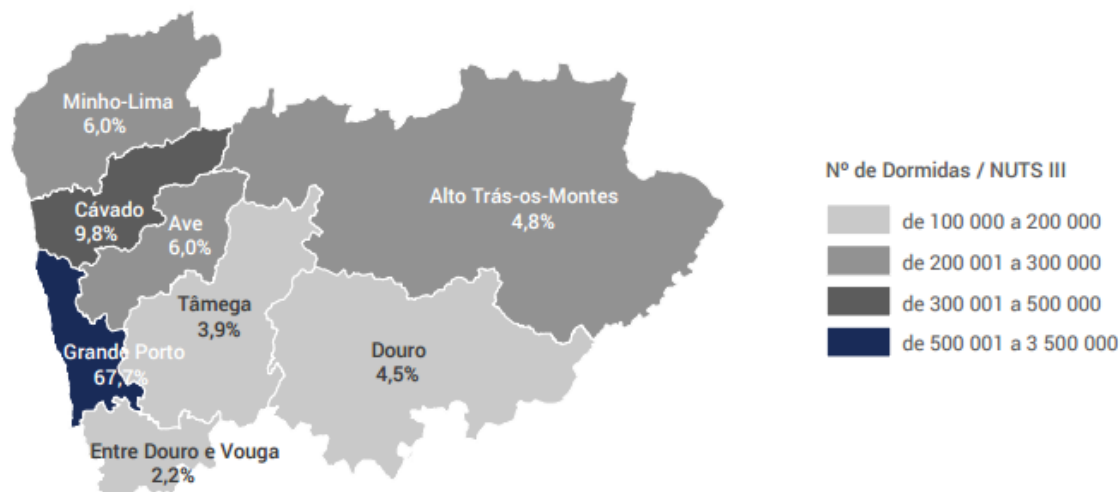 Minho-Lima
6,0%
Cávado
9,8%
Ave
6,0%
Alto Trás-os-Montes
4,8%
Tâmega
3,9%
Grande Porto
67,7%
Douro
4,5%
Entre Douro e Vouga
2,2%
Nº de Dormidas / NUTS III
de 100 000 a 200 000
de 200 001 a 300 000
de 300 001 a 500 000
de 500 001 a 3 500 000